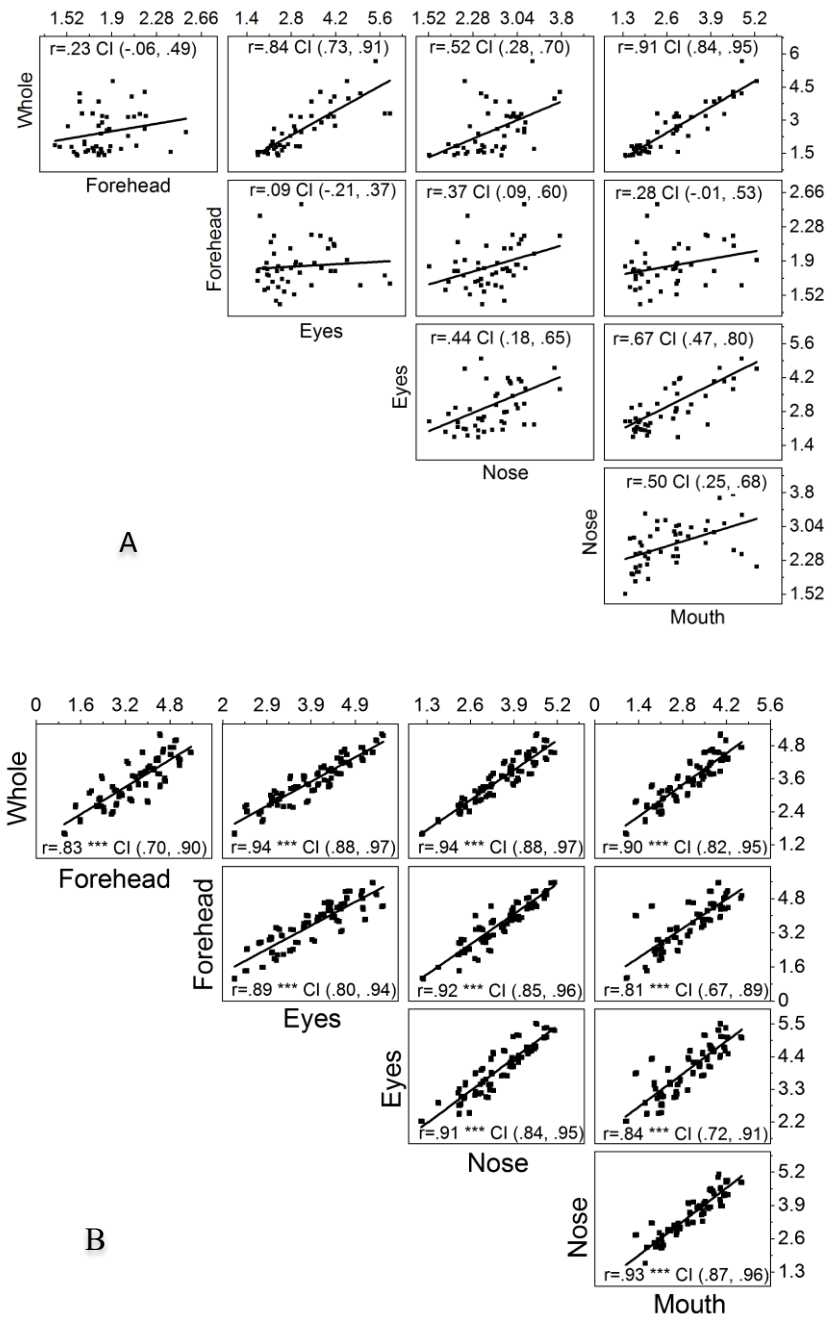 1.52 1.9 2.28 2.66 1.4 2.8 4.2 5.6 1.52 2.28 3.04 3.8 1.3 2.6 3.9 5.2
r=.23 CI (-.06, .49) r=.84 CI (.73, .91) r=.52 CI (.28, .70) r=.91 CI (.84, .95)
6
4.5
3
1.5
Whole
Forehead
r=.09 CI (-.21, .37) r=.37 CI (.09, .60) r=.28 CI (-.01, .53)
2.66
2.28
1.9
1.52
Forehead
Eyes
r=.44 CI (.18, .65) r=.67 CI (.47, .80)
5.6
4.2
2.8
1.4
Eyes
Nose
r=.50 CI (.25, .68)
3.8
3.04
2.28
1.52
Nose
Mouth
A
0 1.6 3.2 4.8 2 2.9 3.9 4.9 1.3 2.6 3.9 5.2 0 1.4 2.8 4.2 5.6
4.8
3.6
2.4
1.2
Whole
r=.83 *** CI (.70, .90) r=.94 *** CI (.88, .97) r=.94 *** CI (.88, .97) r=.90 *** CI (.82, .95)
Forehead
4.8
3.2
1.6
0
Forehead
r=.89 *** CI (.80, .94) r=.92 *** CI (.85, .96) r=.81 *** CI (.67, .89)
Eyes
5.5
4.4
3.3
2.2
Eyes
r=.91 *** CI (.84, .95) r=.84 *** CI (.72, .91)
Nose
5.2
3.9
2.6
1.3
Nose
r=.93 *** CI (.87, .96)
Mouth
B